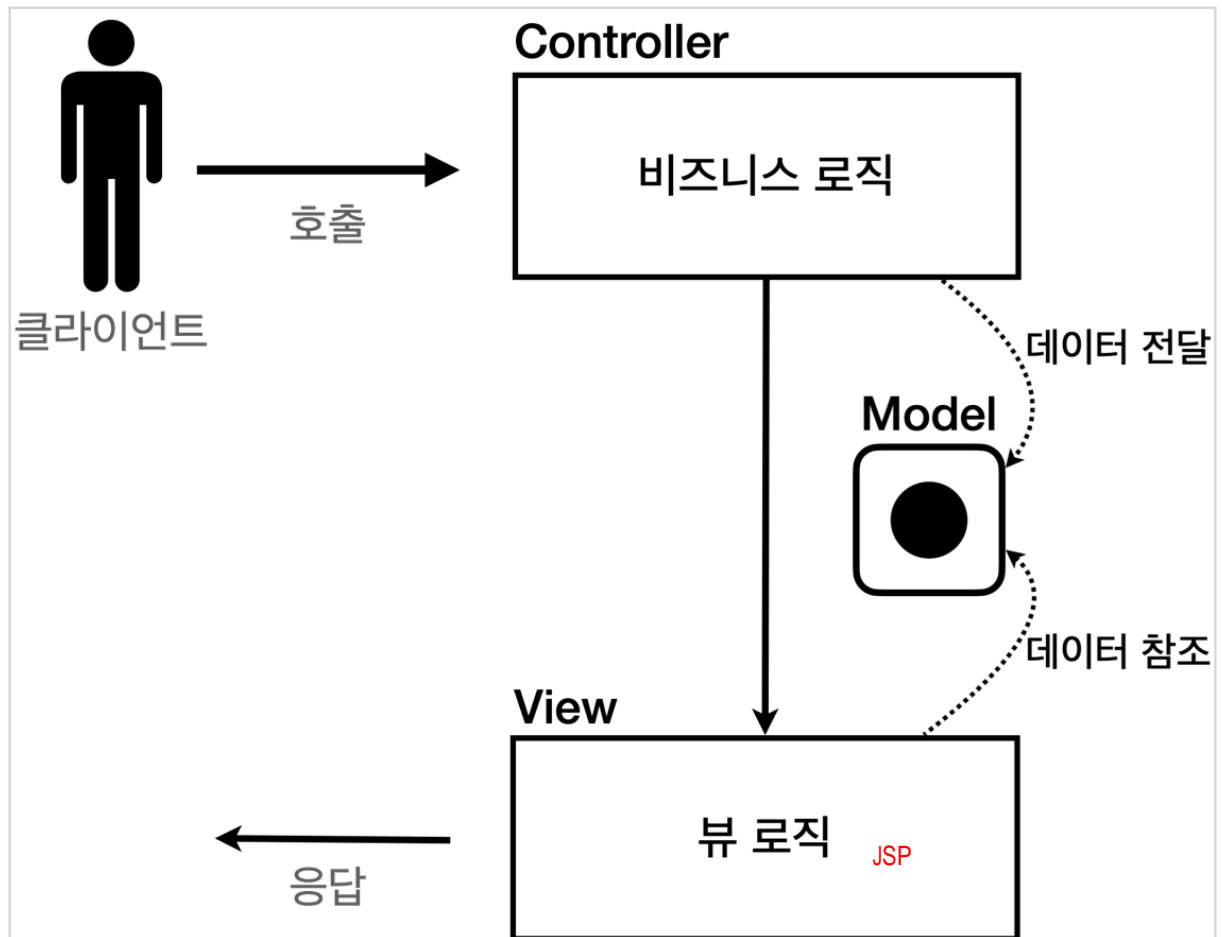 Controller
비즈니스 로직
호출
클라이언트
데이터 전달
Model
데이터 참조
View
뷰 로직 JSP
응답